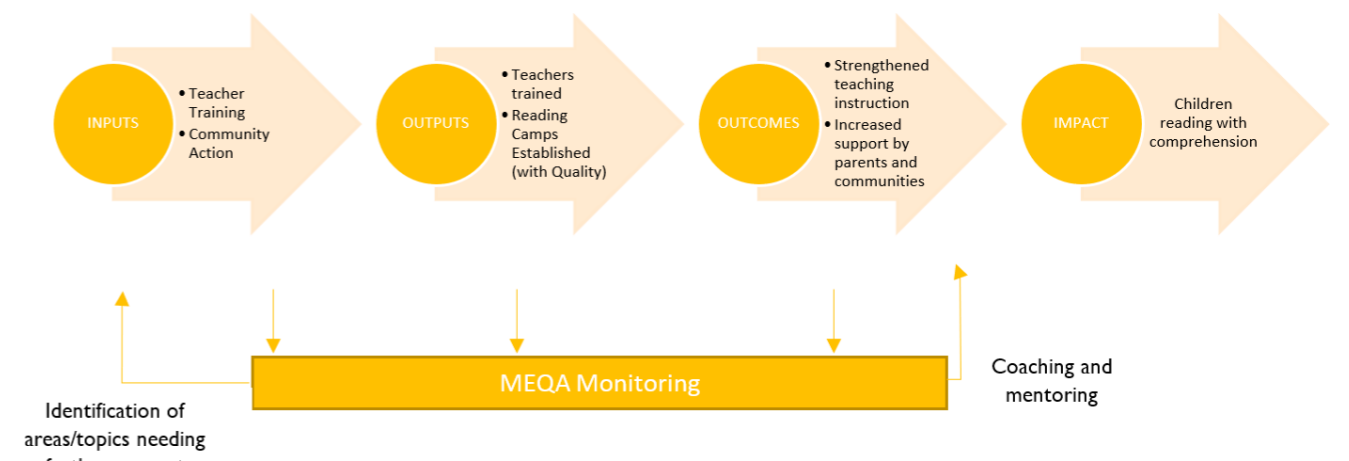 INPUTS
• Teacher
Training
• Community
Action
OUTPUTS
• Teachers
trained
• Reading
Camps
Established
(with Quality)
OUTCOMES
• Strengthened
teaching
instruction
• Increased
support by
parents and
communities
IMPACT
Children
reading with
comprehension
MEQA Monitoring
Identification of
areas/topics needing
Coaching and
mentoring